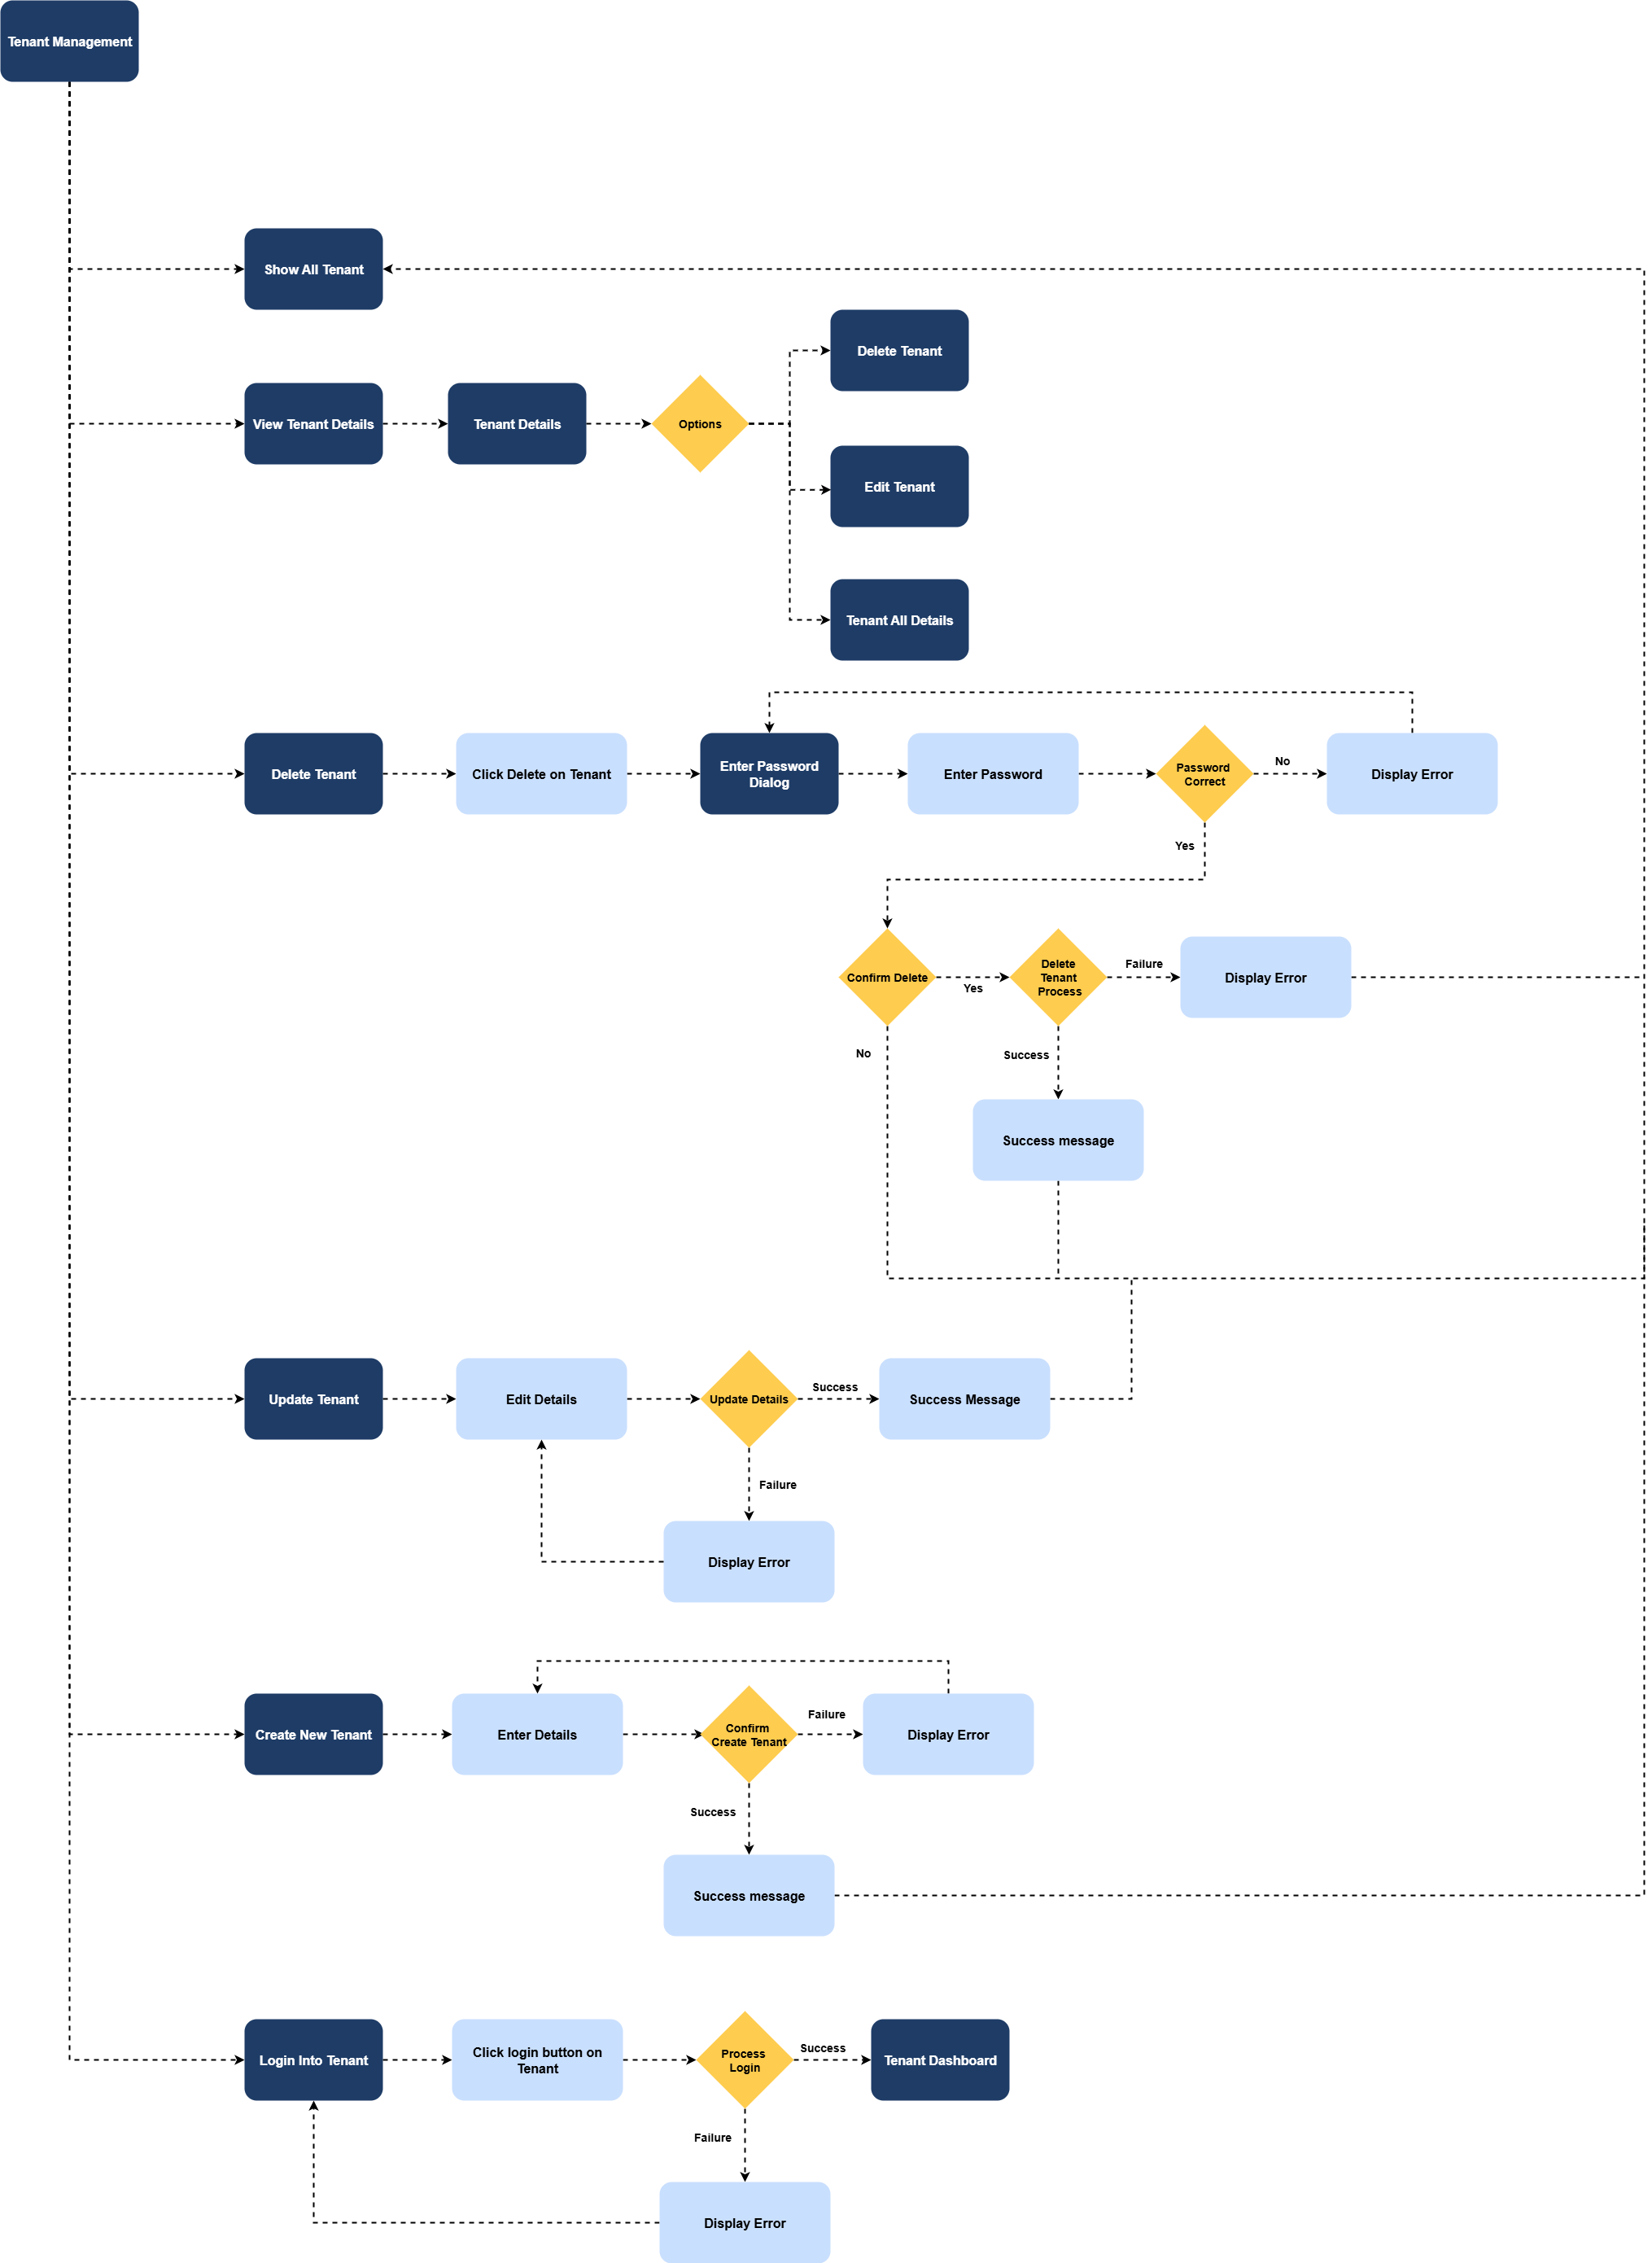 Tenant Management
Show All Tenant
Delete Tenant
View Tenant Details
Tenant Details
Options
Edit Tenant
Tenant All Details
Delete Tenant
Click Delete on Tenant
Enter Password
Dialog
Enter Password
Password
Correct
No
Display Error
Yes
Confirm Delete
Yes
Delete
Tenant
Process
Failure
Display Error
No
Success
Success message
Update Tenant
Edit Details
Update Details
Success
Success Message
Failure
Display Error
Create New Tenant
Enter Details
Confirm
Create Tenant
Failure
Display Error
Success
Success message
Login Into Tenant
Click login button on
Tenant
Process
Login
Success
Tenant Dashboard
Failure
Display Error